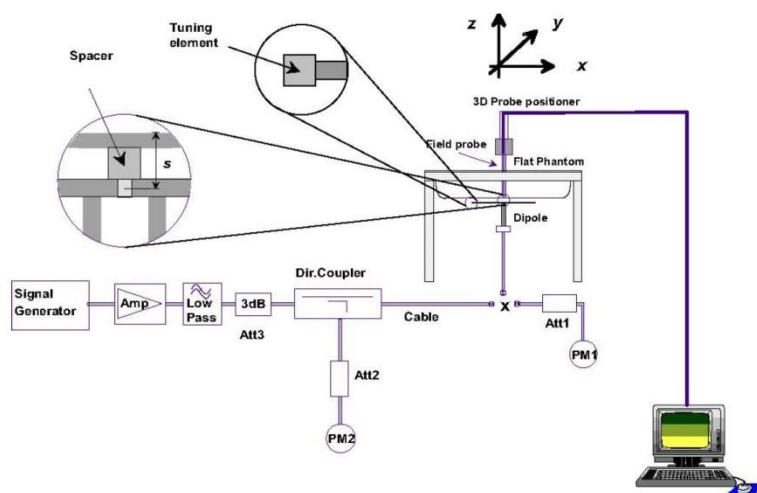 Tuning
element
Spacer
s
z
y
x
3D Probe positioner
Field probe
Flat Phantom
Dipole
Signal
Generator
Amp
Low
Pass
3dB
Att3
Dir.Coupler
Cable
x
Att1
PM1
Att2
PM2